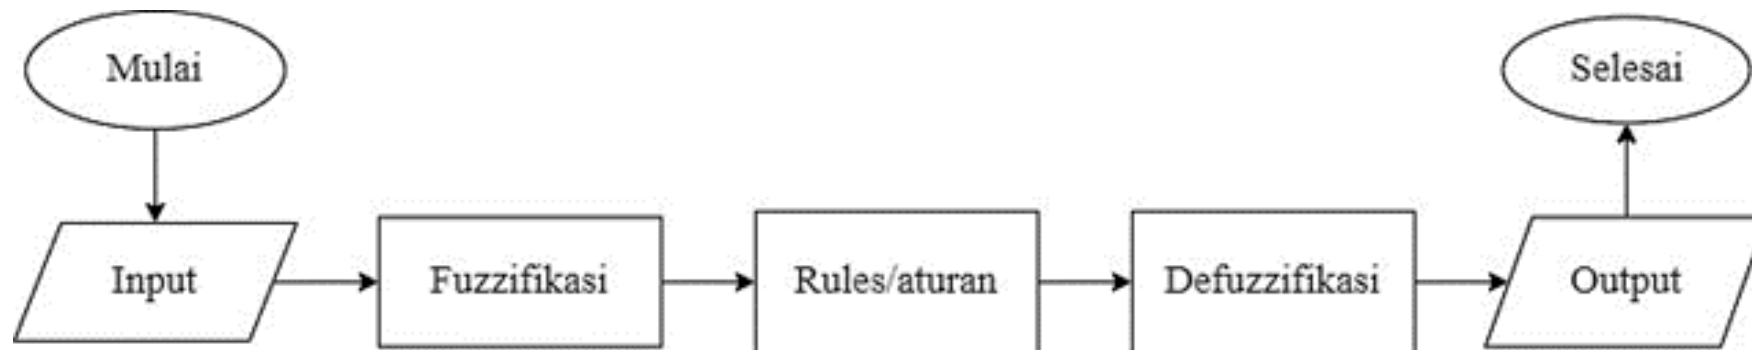 Mulai
Selesai
Input
Fuzzifikasi
Rules/aturan
Defuzzifikasi
Output